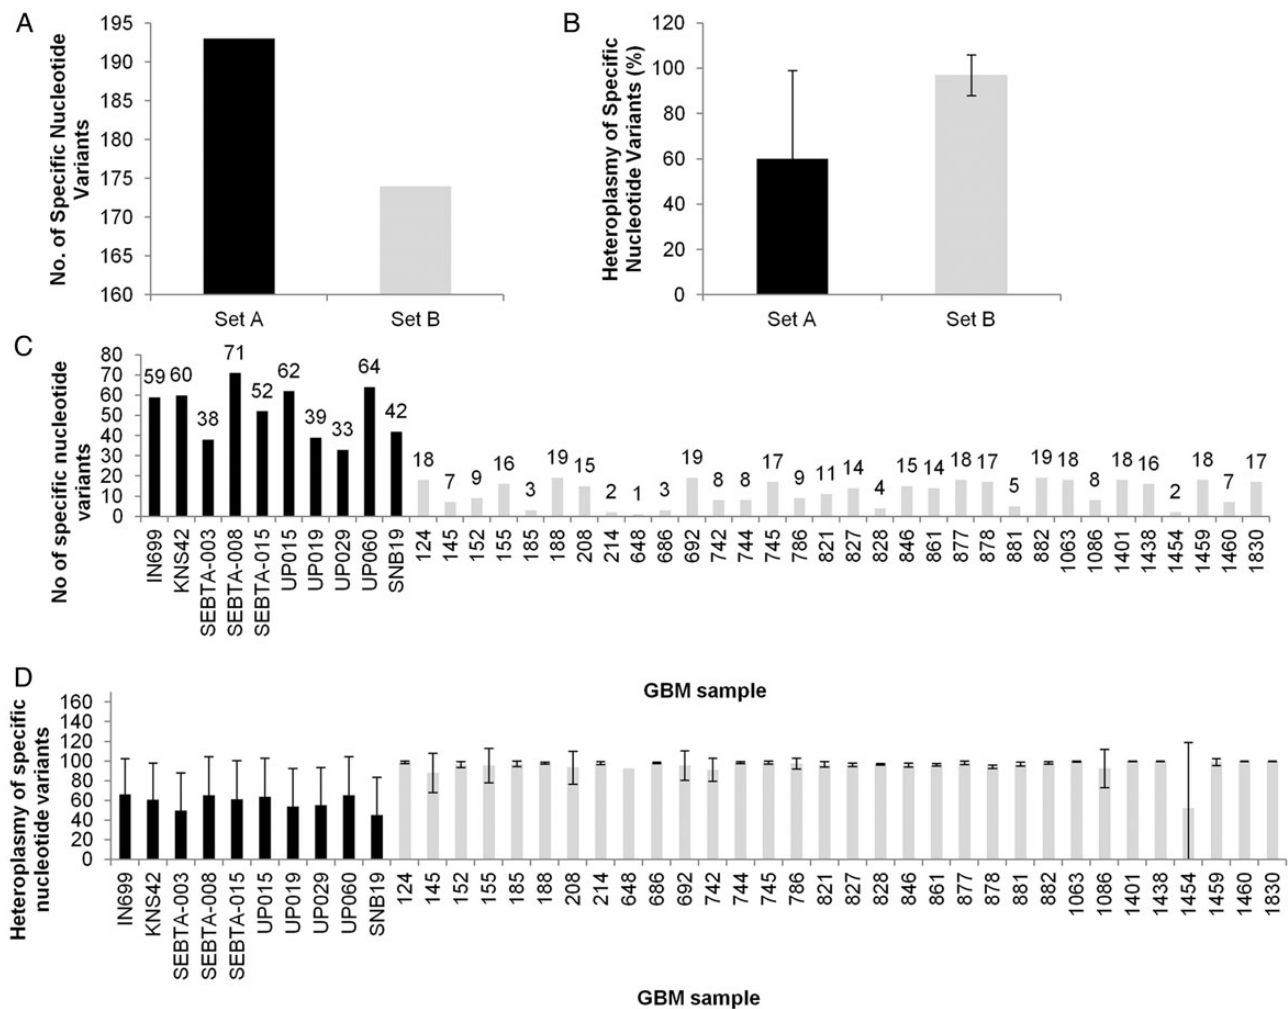 A
No. of Specific Nucleotide
Variants
195
190
185
180
175
170
165
160
Set A
Set B
B
Heteroplasmy of Specific
Nucleotide Variants (%)
120
100
80
60
40
20
0
Set A
Set B
C
No of specific nucleotide
variants
80
70
60
50
40
30
20
10
0
59 60 38 71 52 62 39 33 64 42 18 7 9 16 3 19 15 2 1 3 19 8 8 17 9 11 14 4 15 14 18 17 5 19 18 8 18 16 2 18 7 17
IN699
KNS42
SEBTA-003
SEBTA-008
SEBTA-015
UP015
UP019
UP029
UP060
SNB19
124
145
152
155
185
188
208
214
648
686
692
742
744
745
786
821
827
828
846
861
877
878
881
882
1063
1086
1401
1438
1454
1459
1460
1830
GBM sample
D
Heteroplasmy of specific
nucleotide variants
160
140
120
100
80
60
40
20
0
IN699
KNS42
SEBTA-003
SEBTA-008
SEBTA-015
UP015
UP019
UP029
UP060
SNB19
124
145
152
155
185
188
208
214
648
686
692
742
744
745
786
821
827
828
846
861
877
878
881
882
1063
1086
1401
1438
1454
1459
1460
1830
GBM sample